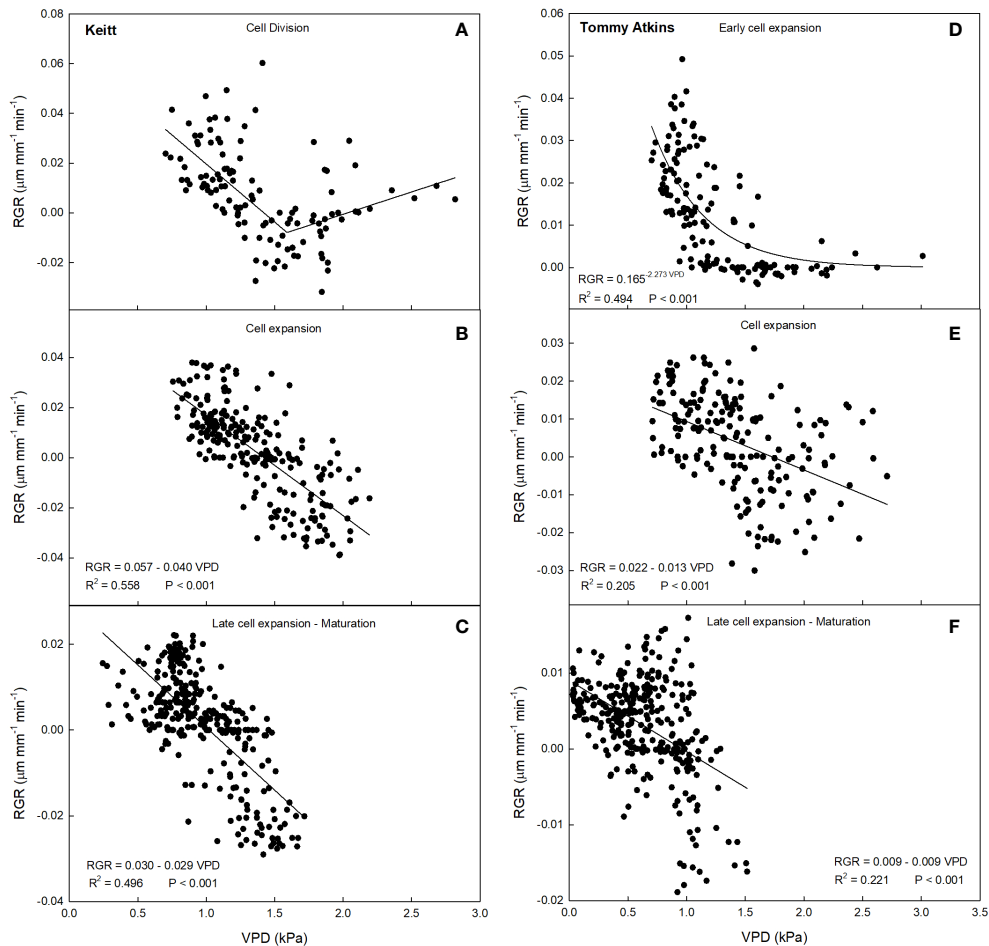 Keitt
Cell Division
A
0.08
0.06
0.04
0.02
0.00
-0.02
RGR (μm mm-1 min-1)
Cell expansion
B
0.04
0.02
0.00
-0.02
-0.04
RGR (μm mm-1 min-1)
RGR = 0.057 - 0.040 VPD
R2 = 0.558 P < 0.001
Late cell expansion - Maturation
C
0.02
0.00
-0.02
-0.04
RGR (μm mm-1 min-1)
RGR = 0.030 - 0.029 VPD
R2 = 0.496 P < 0.001
0.0 0.5 1.0 1.5 2.0 2.5 3.0
VPD (kPa)
Tommy Atkins
Early cell expansion
D
0.06
0.05
0.04
0.03
0.02
0.01
0.00
RGR (μm mm-1 min-1)
RGR = 0.165-2.273 VPD
R2 = 0.494 P < 0.001
Cell expansion
E
0.03
0.02
0.01
0.00
-0.01
-0.02
-0.03
RGR (μm mm-1 min-1)
RGR = 0.022 - 0.013 VPD
R2 = 0.205 P < 0.001
Late cell expansion - Maturation
F
0.01
0.00
-0.01
-0.02
RGR (μm mm-1 min-1)
RGR = 0.009 - 0.009 VPD
R2 = 0.221 P < 0.001
0.0 0.5 1.0 1.5 2.0 2.5 3.0
VPD (kPa)